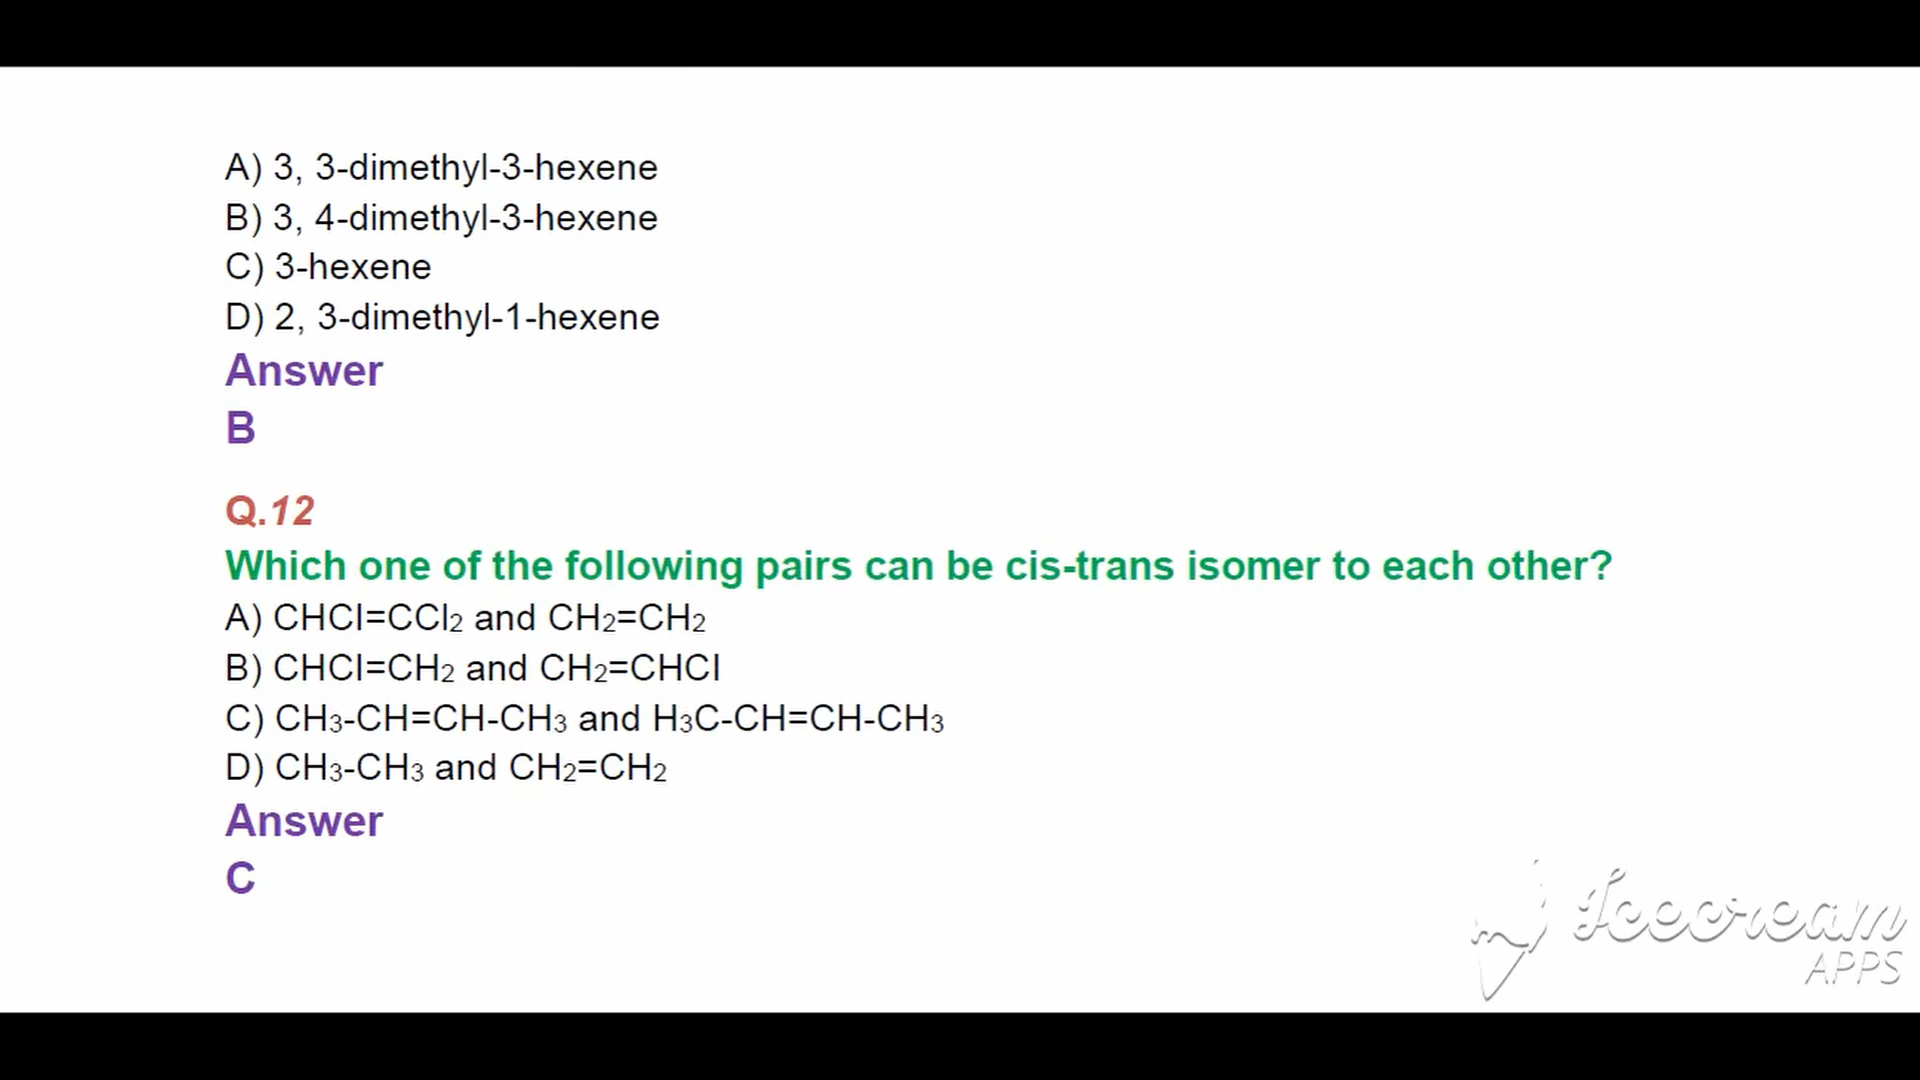 A) 3, 3-dimethyl-3-hexene
B) 3, 4-dimethyl-3-hexene
C) 3-hexene
D) 2, 3-dimethyl-1-hexene
Answer
B
Q.12
Which one of the following pairs can be cis-trans isomer to each other?
A) CHCl=CCl₂ and CH₂=CH₂
B) CHCl=CH₂ and CH₂=CHCl
C) CH₃-CH=CH-CH₃ and H₃C-CH=CH-CH₃
D) CH₃-CH₃ and CH₂=CH₂
Answer
C
Icecream
APPS